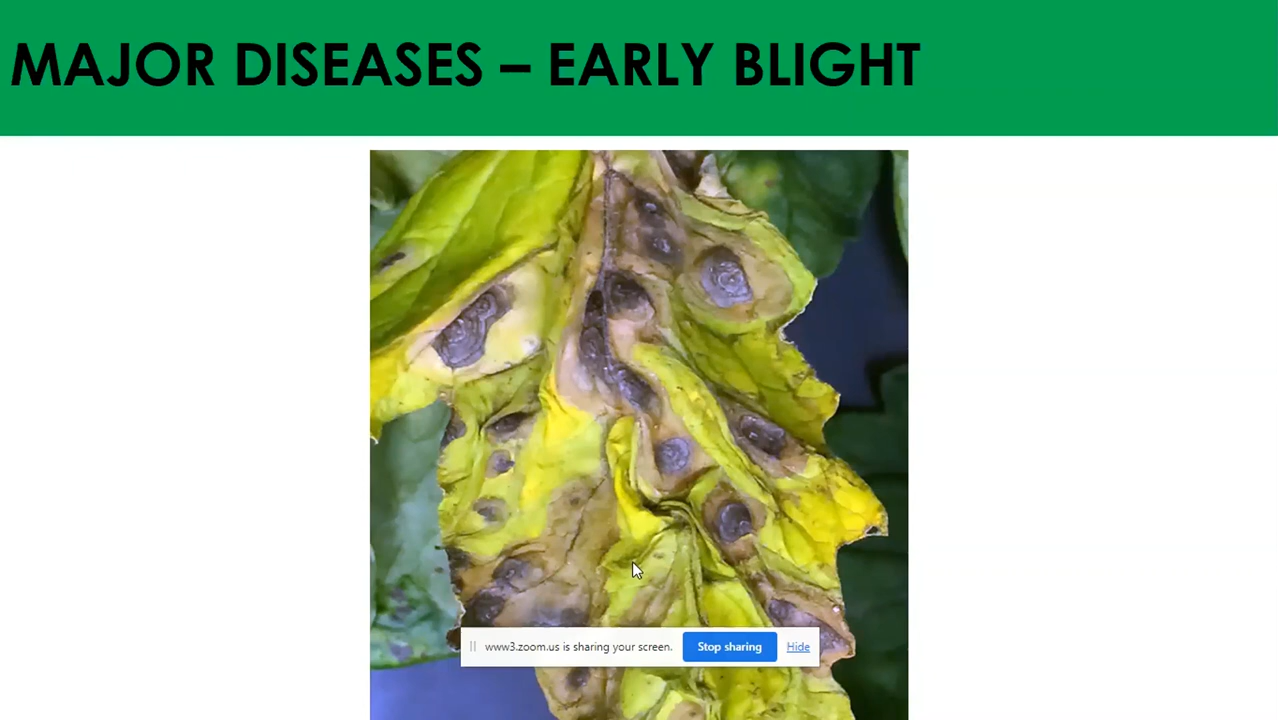 MAJOR DISEASES – EARLY BLIGHT
www3.zoom.us is sharing your screen. Stop sharing Hide